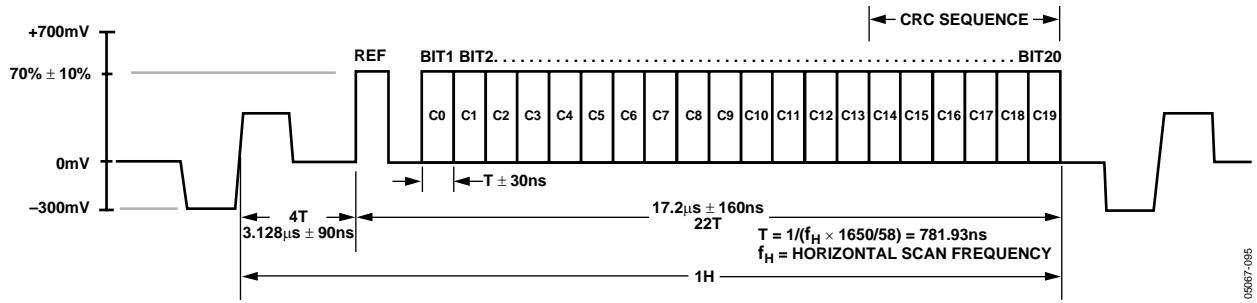 CRC SEQUENCE
+700mV
REF
BIT1 BIT2. . . . . . . . . . . . . . . . . . . . . . . . . . . . . . . . . . . . . . . . . . . . . . . . . . . . . . . . . . . . . . . . BIT20
70% ± 10%
C0 C1 C2 C3 C4 C5 C6 C7 C8 C9 C10 C11 C12 C13 C14 C15 C16 C17 C18 C19
0mV
T ± 30ns
–300mV
4T
3.128µs ± 90ns
17.2µs ± 160ns
22T
T = 1/(fH × 1650/58) = 781.93ns
fH = HORIZONTAL SCAN FREQUENCY
1H
05067-095